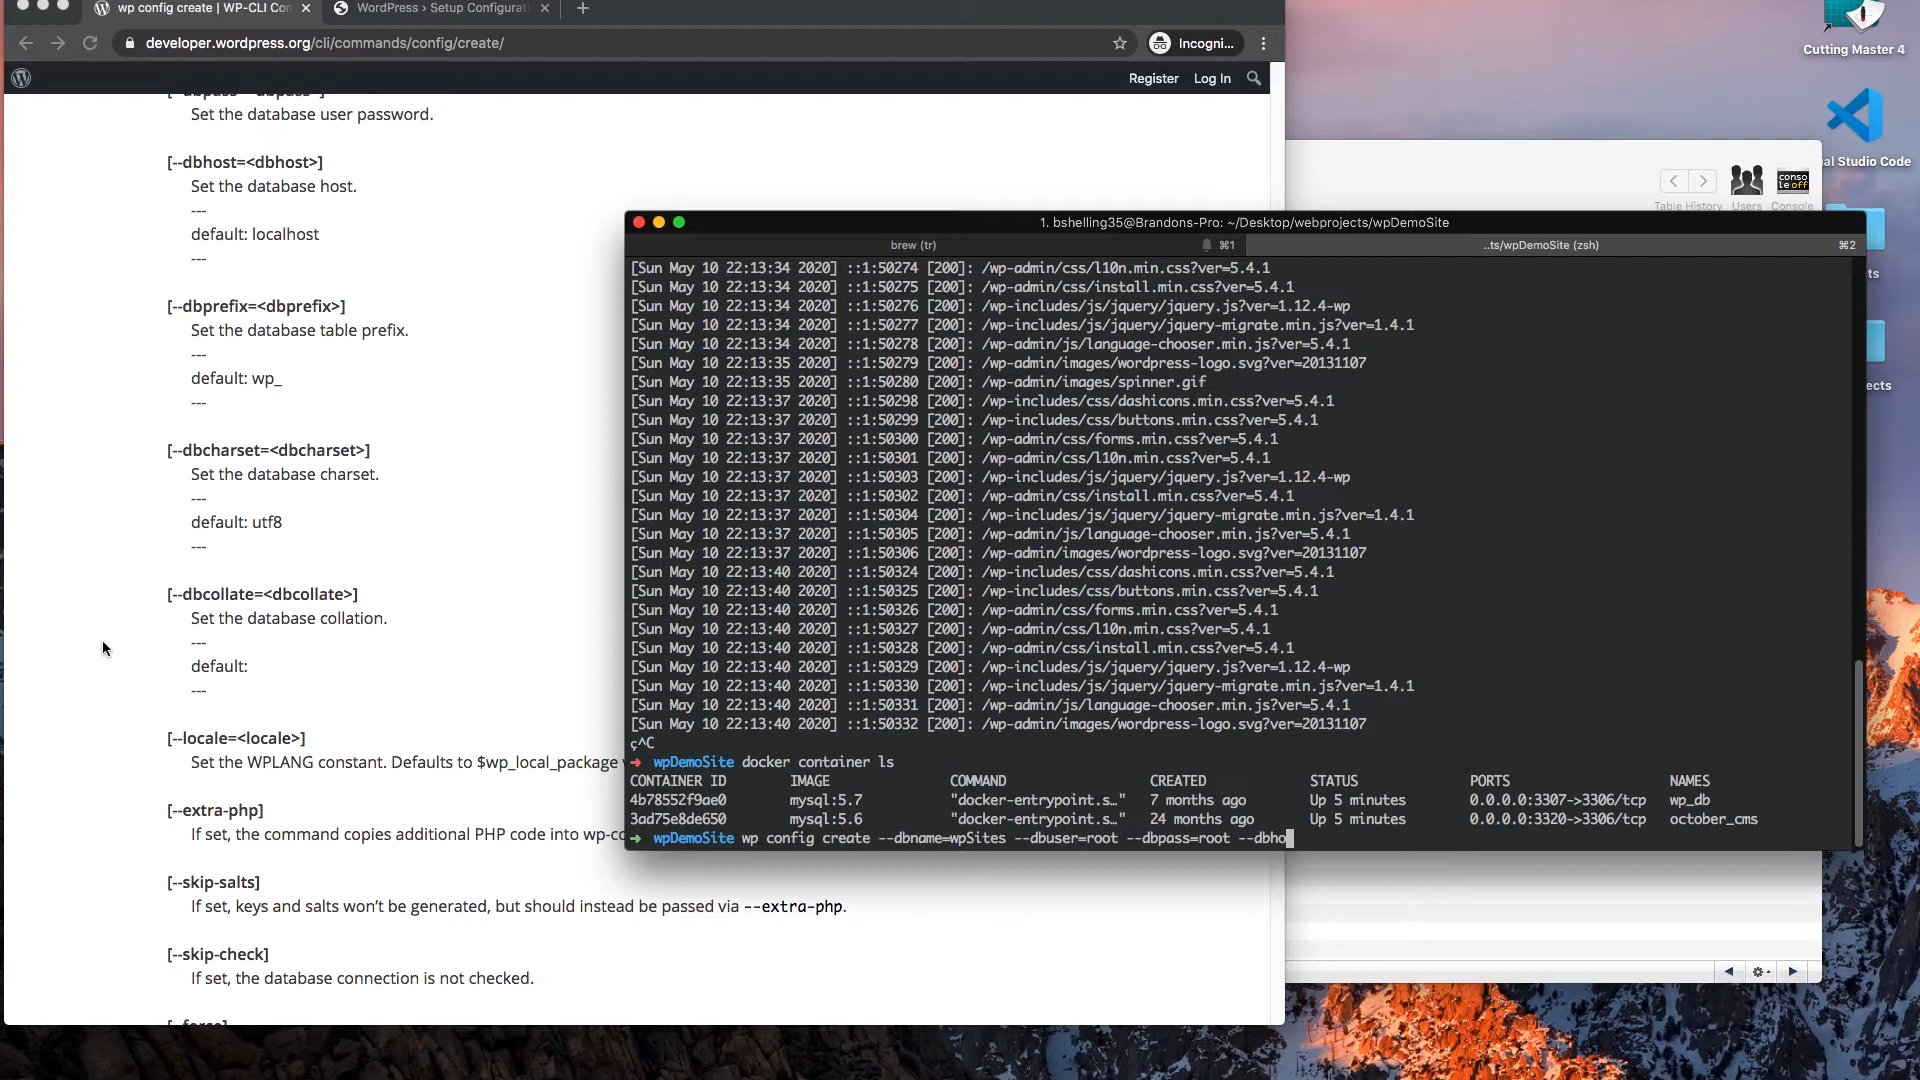 wp config create | WP-CLI Con
WordPress › Setup Configurat
developer.wordpress.org/cli/commands/config/create/
Incogni...
Register Log In
Set the database user password.
[--dbhost=<dbhost>]
Set the database host.
---
default: localhost
---
[--dbprefix=<dbprefix>]
Set the database table prefix.
---
default: wp_
---
[--dbcharset=<dbcharset>]
Set the database charset.
---
default: utf8
---
[--dbcollate=<dbcollate>]
Set the database collation.
---
default:
---
[--locale=<locale>]
Set the WPLANG constant. Defaults to $wp_local_package
[--extra-php]
If set, the command copies additional PHP code into wp-co
[--skip-salts]
If set, keys and salts won’t be generated, but should instead be passed via --extra-php.
[--skip-check]
If set, the database connection is not checked.
1. bshelling35@Brandons-Pro: ~/Desktop/webprojects/wpDemoSite
brew (tr) ⌘1 ..ts/wpDemoSite (zsh) ⌘2
[Sun May 10 22:13:34 2020] ::1:50274 [200]: /wp-admin/css/l10n.min.css?ver=5.4.1
[Sun May 10 22:13:34 2020] ::1:50275 [200]: /wp-admin/css/install.min.css?ver=5.4.1
[Sun May 10 22:13:34 2020] ::1:50276 [200]: /wp-includes/js/jquery/jquery.js?ver=1.12.4-wp
[Sun May 10 22:13:34 2020] ::1:50277 [200]: /wp-includes/js/jquery/jquery-migrate.min.js?ver=1.4.1
[Sun May 10 22:13:34 2020] ::1:50278 [200]: /wp-admin/js/language-chooser.min.js?ver=5.4.1
[Sun May 10 22:13:35 2020] ::1:50279 [200]: /wp-admin/images/wordpress-logo.svg?ver=20131107
[Sun May 10 22:13:35 2020] ::1:50280 [200]: /wp-admin/images/spinner.gif
[Sun May 10 22:13:37 2020] ::1:50298 [200]: /wp-includes/css/dashicons.min.css?ver=5.4.1
[Sun May 10 22:13:37 2020] ::1:50299 [200]: /wp-includes/css/buttons.min.css?ver=5.4.1
[Sun May 10 22:13:37 2020] ::1:50300 [200]: /wp-admin/css/forms.min.css?ver=5.4.1
[Sun May 10 22:13:37 2020] ::1:50301 [200]: /wp-admin/css/l10n.min.css?ver=5.4.1
[Sun May 10 22:13:37 2020] ::1:50303 [200]: /wp-includes/js/jquery/jquery.js?ver=1.12.4-wp
[Sun May 10 22:13:37 2020] ::1:50302 [200]: /wp-admin/css/install.min.css?ver=5.4.1
[Sun May 10 22:13:37 2020] ::1:50304 [200]: /wp-includes/js/jquery/jquery-migrate.min.js?ver=1.4.1
[Sun May 10 22:13:37 2020] ::1:50305 [200]: /wp-admin/js/language-chooser.min.js?ver=5.4.1
[Sun May 10 22:13:37 2020] ::1:50306 [200]: /wp-admin/images/wordpress-logo.svg?ver=20131107
[Sun May 10 22:13:40 2020] ::1:50324 [200]: /wp-includes/css/dashicons.min.css?ver=5.4.1
[Sun May 10 22:13:40 2020] ::1:50325 [200]: /wp-includes/css/buttons.min.css?ver=5.4.1
[Sun May 10 22:13:40 2020] ::1:50326 [200]: /wp-admin/css/forms.min.css?ver=5.4.1
[Sun May 10 22:13:40 2020] ::1:50327 [200]: /wp-admin/css/l10n.min.css?ver=5.4.1
[Sun May 10 22:13:40 2020] ::1:50328 [200]: /wp-admin/css/install.min.css?ver=5.4.1
[Sun May 10 22:13:40 2020] ::1:50329 [200]: /wp-includes/js/jquery/jquery.js?ver=1.12.4-wp
[Sun May 10 22:13:40 2020] ::1:50330 [200]: /wp-includes/js/jquery/jquery-migrate.min.js?ver=1.4.1
[Sun May 10 22:13:40 2020] ::1:50331 [200]: /wp-admin/js/language-chooser.min.js?ver=5.4.1
[Sun May 10 22:13:40 2020] ::1:50332 [200]: /wp-admin/images/wordpress-logo.svg?ver=20131107
ç^C
➜ wpDemoSite docker container ls
CONTAINER ID IMAGE COMMAND CREATED STATUS PORTS NAMES
4b78552f9ae0 mysql:5.7 "docker-entrypoint.s…" 7 months ago Up 5 minutes 0.0.0.0:3307->3306/tcp wp_db
3ad75e8de650 mysql:5.6 "docker-entrypoint.s…" 24 months ago Up 5 minutes 0.0.0.0:3320->3306/tcp october_cms
➜ wpDemoSite wp config create --dbname=wpSites --dbuser=root --dbpass=root --dbho
Table History Users Console
conso
le off
Cutting Master 4
al Studio Code
ts
ects